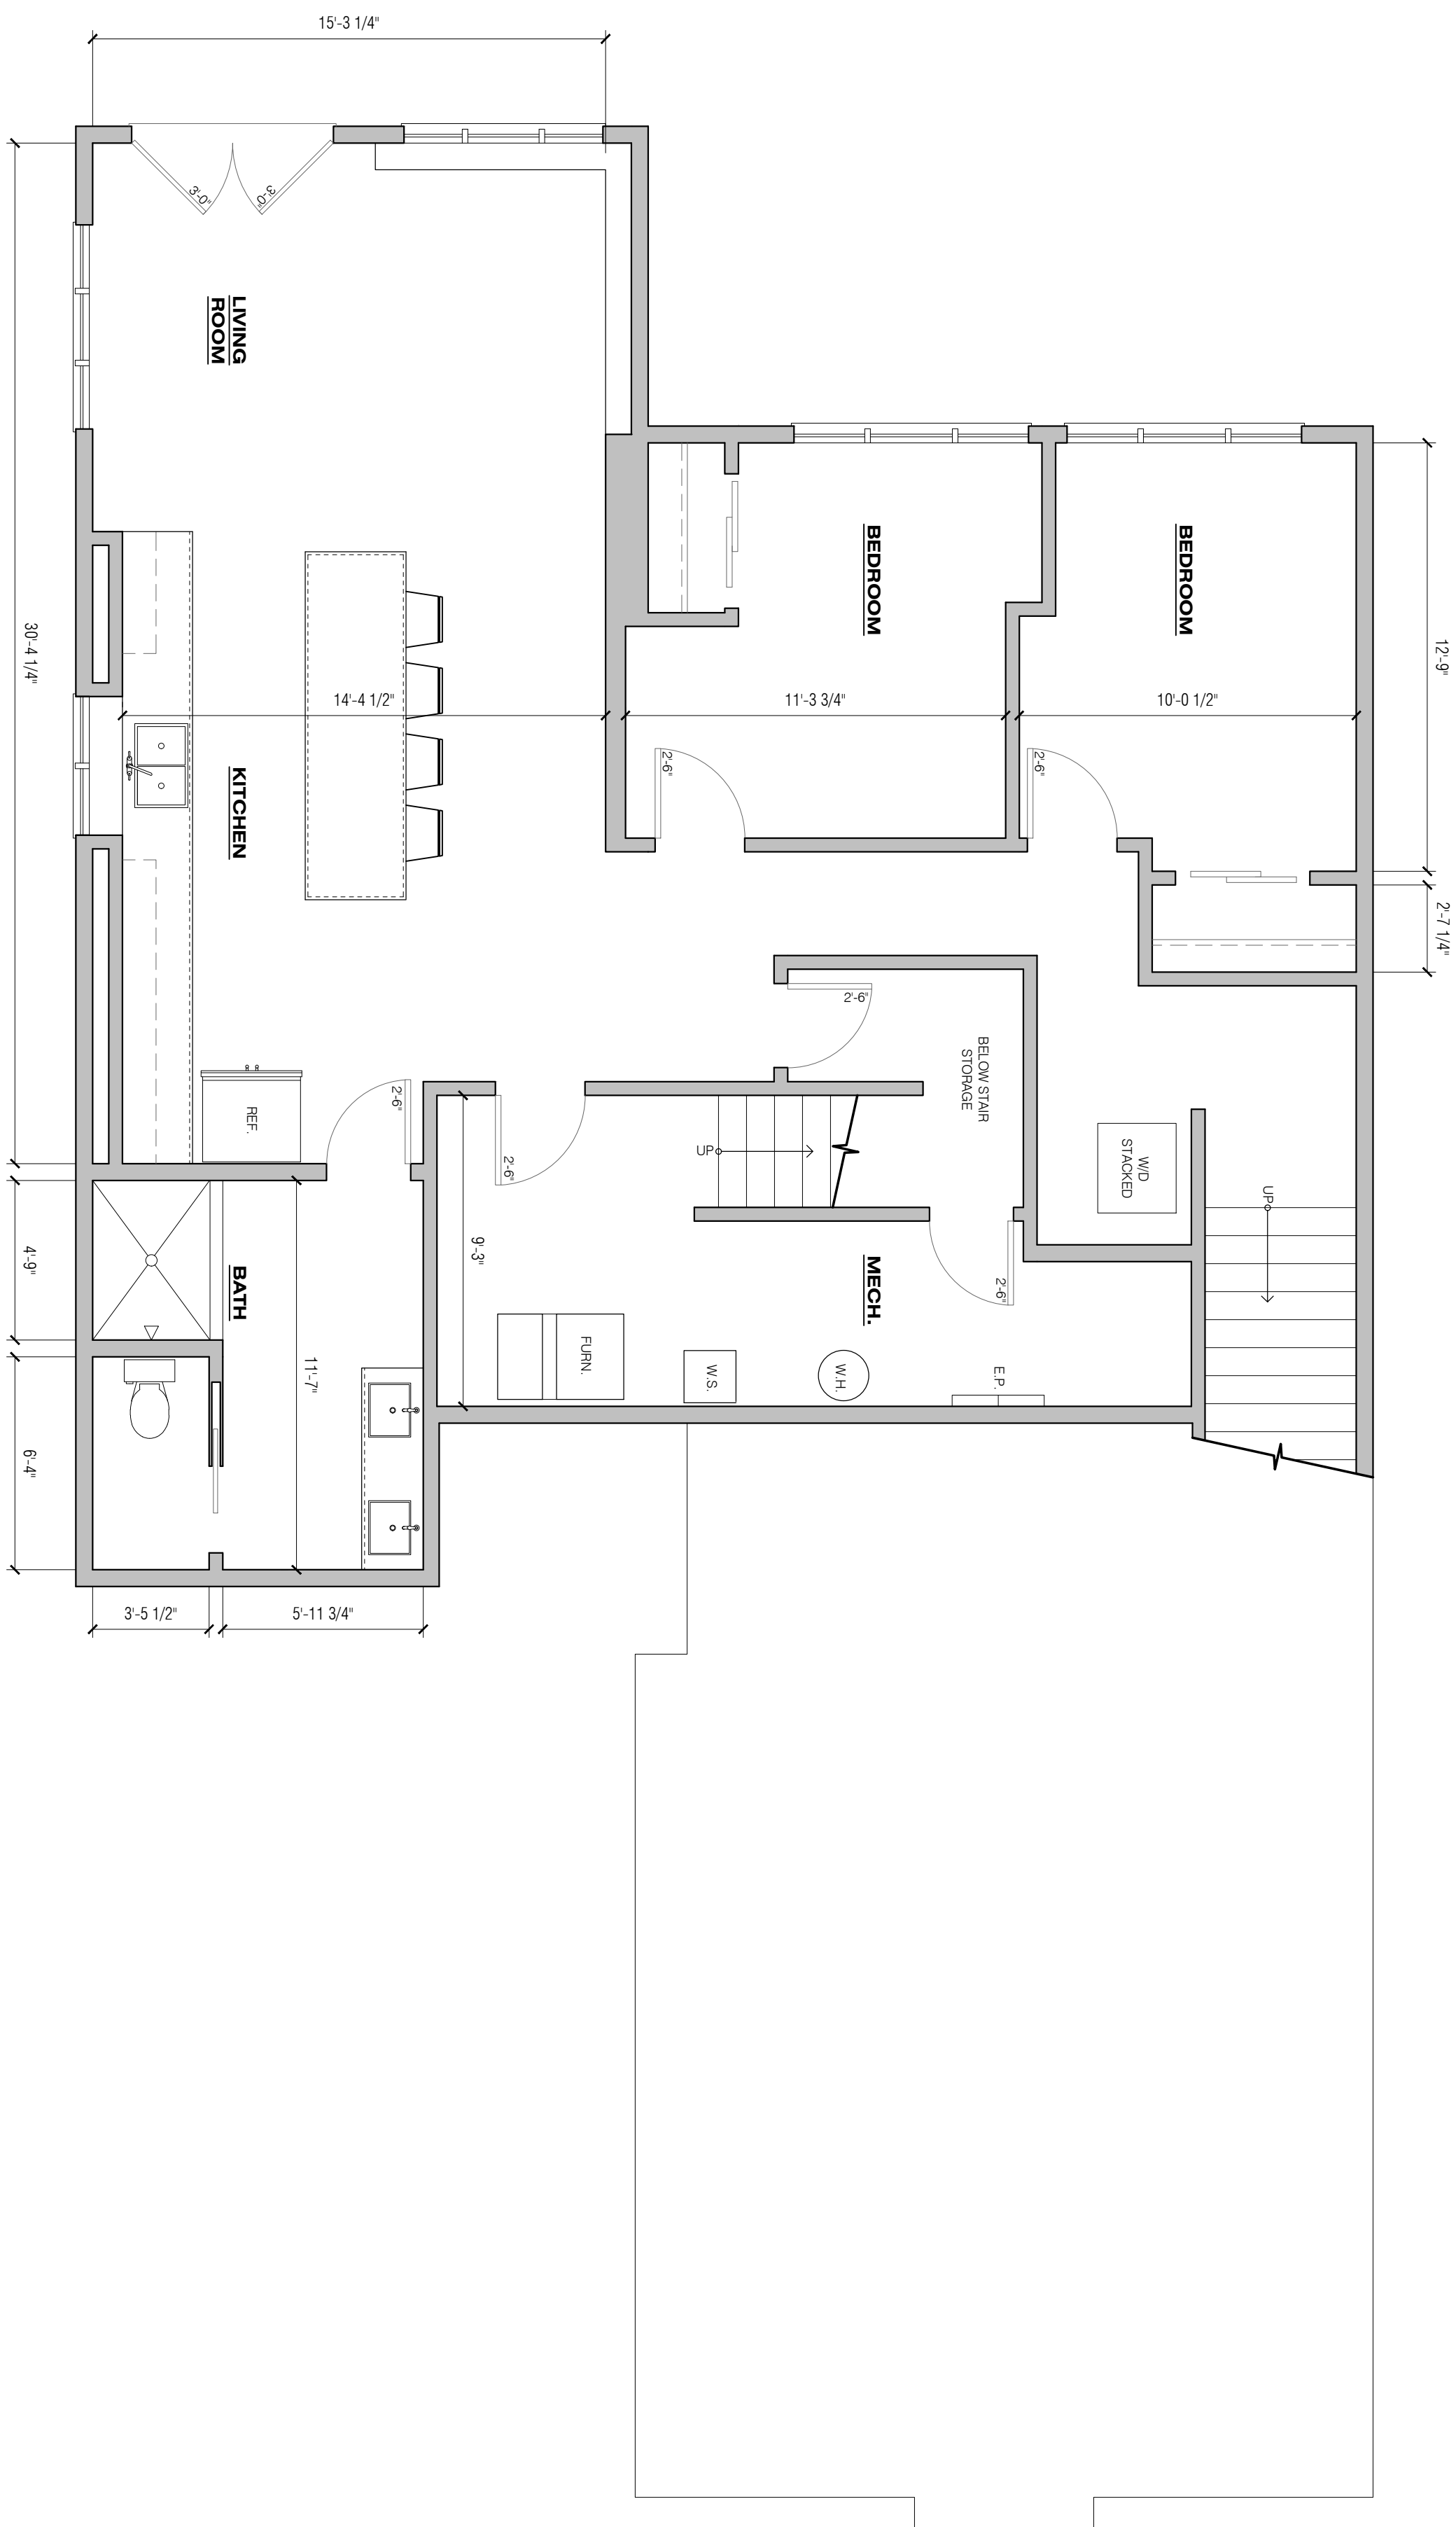 15'-3 1/4"
3'-0"
3'-0"
LIVING
ROOM
BEDROOM
BEDROOM
12'-9"
30'-4 1/4"
14'-4 1/2"
11'-3 3/4"
10'-0 1/2"
2'-6"
2'-6"
KITCHEN
2'-7 1/4"
2'-6"
BELOW STAIR
STORAGE
2'-6"
REF.
2'-6"
UP
W/D
STACKED
UP
4'-9"
BATH
9'-3"
MECH.
2'-6"
11'-7"
FURN.
W.S.
W.H.
E.P.
6'-4"
3'-5 1/2"
5'-11 3/4"